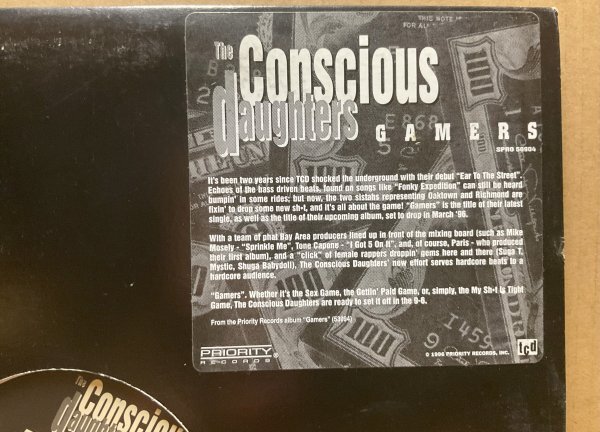 THIS NOTE
FOR AL
The Conscious
daughters
E 868
GAMERS
SPRO 50904
It's been two years since TCD shocked the underground with their debut "Ear To The Street".
Echoes of the bass driven beats, found on songs like "Fonky Expedition" can still be heard
bumpin' in some rides; but now, the two sistahs representing Oaktown and Richmond are
fixin' to drop some new sh•t, and it's all about the game! "Gamers" is the title of their latest
single, as well as the title of their upcoming album, set to drop in March '96.
With a team of phat Bay Area producers lined up in front of the mixing board (such as Mike
Mosely - "Sprinkle Me", Tone Capone - "I Got 5 On It", and, of course, Paris - who produced
their first album), and a "click" of female rappers droppin' gems here and there (Suga T,
Mystic, Shuga Babydoll), The Conscious Daughters' new effort serves hardcore beats to a
hardcore audience.
"Gamers". Whether it's the Sex Game, the Gettin' Paid Game, or, simply, the My Sh•t Is Tight
Game, The Conscious Daughters are ready to set it off in the 9-6.
From the Priority Records album "Gamers" (53064)
I459
9
PRIORITY
RECORDS
®
tcd
© 1996 PRIORITY RECORDS, INC.
The Conscious
daughters